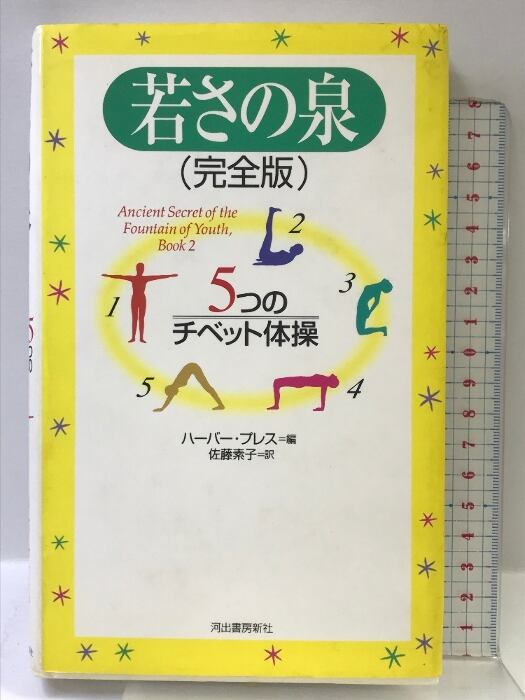 若さの泉
(完全版)
Ancient Secret of the
Fountain of Youth,
Book 2
1
2
3
4
5
5つの
チベット体操
ハーバー・プレス=編
佐藤素子=訳
河出書房新社